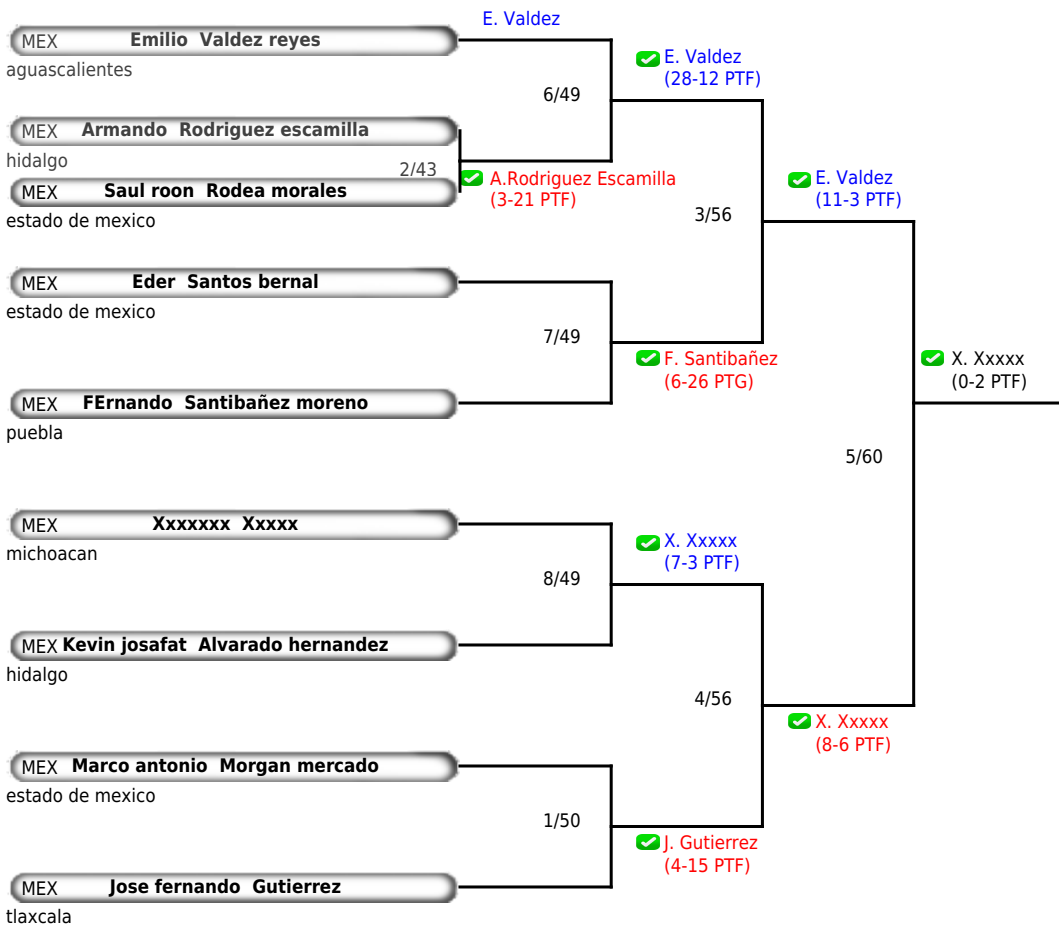 E. Valdez
MEX Emilio Valdez reyes
aguascalientes
E. Valdez
(28-12 PTF)
6/49
MEX Armando Rodriguez escamilla
hidalgo
2/43
A.Rodriguez Escamilla
(3-21 PTF)
MEX Saul roon Rodea morales
estado de mexico
E. Valdez
(11-3 PTF)
3/56
MEX Eder Santos bernal
estado de mexico
7/49
F. Santibañez
(6-26 PTG)
X. Xxxxx
(0-2 PTF)
MEX FErnando Santibañez moreno
puebla
5/60
MEX Xxxxxxx Xxxxx
michoacan
X. Xxxxx
(7-3 PTF)
8/49
MEX Kevin josafat Alvarado hernandez
hidalgo
4/56
X. Xxxxx
(8-6 PTF)
MEX Marco antonio Morgan mercado
estado de mexico
1/50
J. Gutierrez
(4-15 PTF)
MEX Jose fernando Gutierrez
tlaxcala